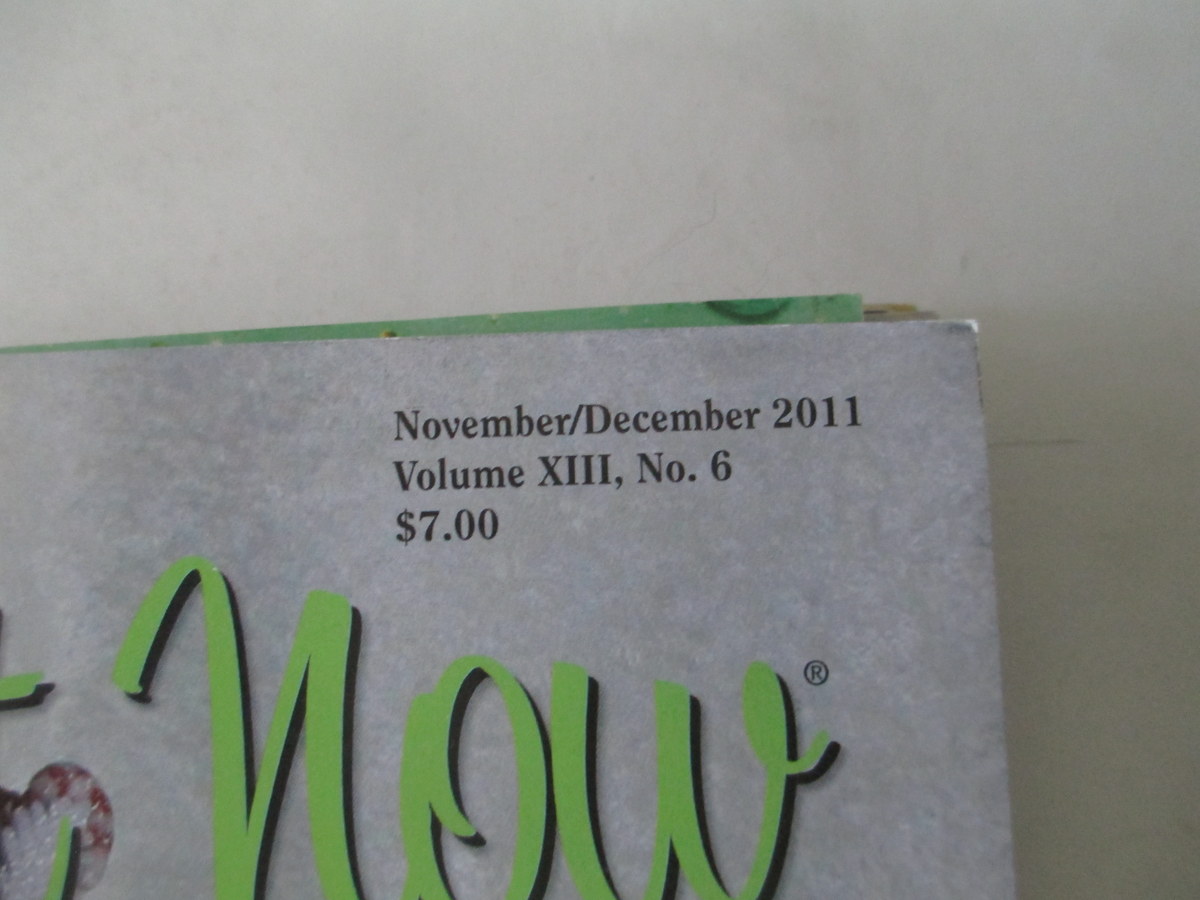 November/December 2011
Volume XIII, No. 6
$7.00
Now®